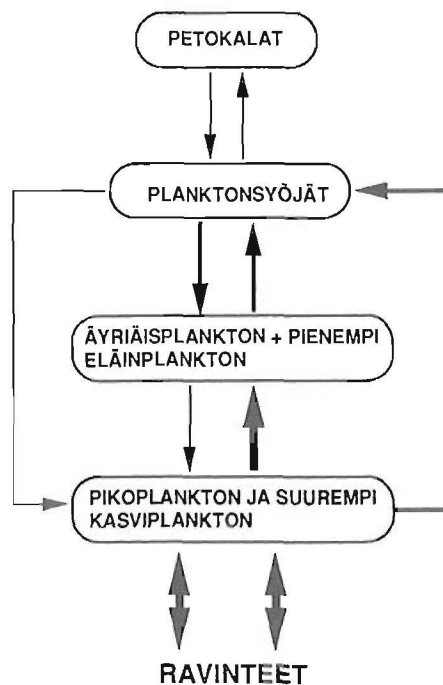 PETOKALAT
PLANKTONSYÖJÄT
ÄYRIÄISPLANKTON + PIENEMPI
ELÄINPLANKTON
PIKOPLANKTON JA SUUREMPI
KASVIPLANKTON
RAVINTEET